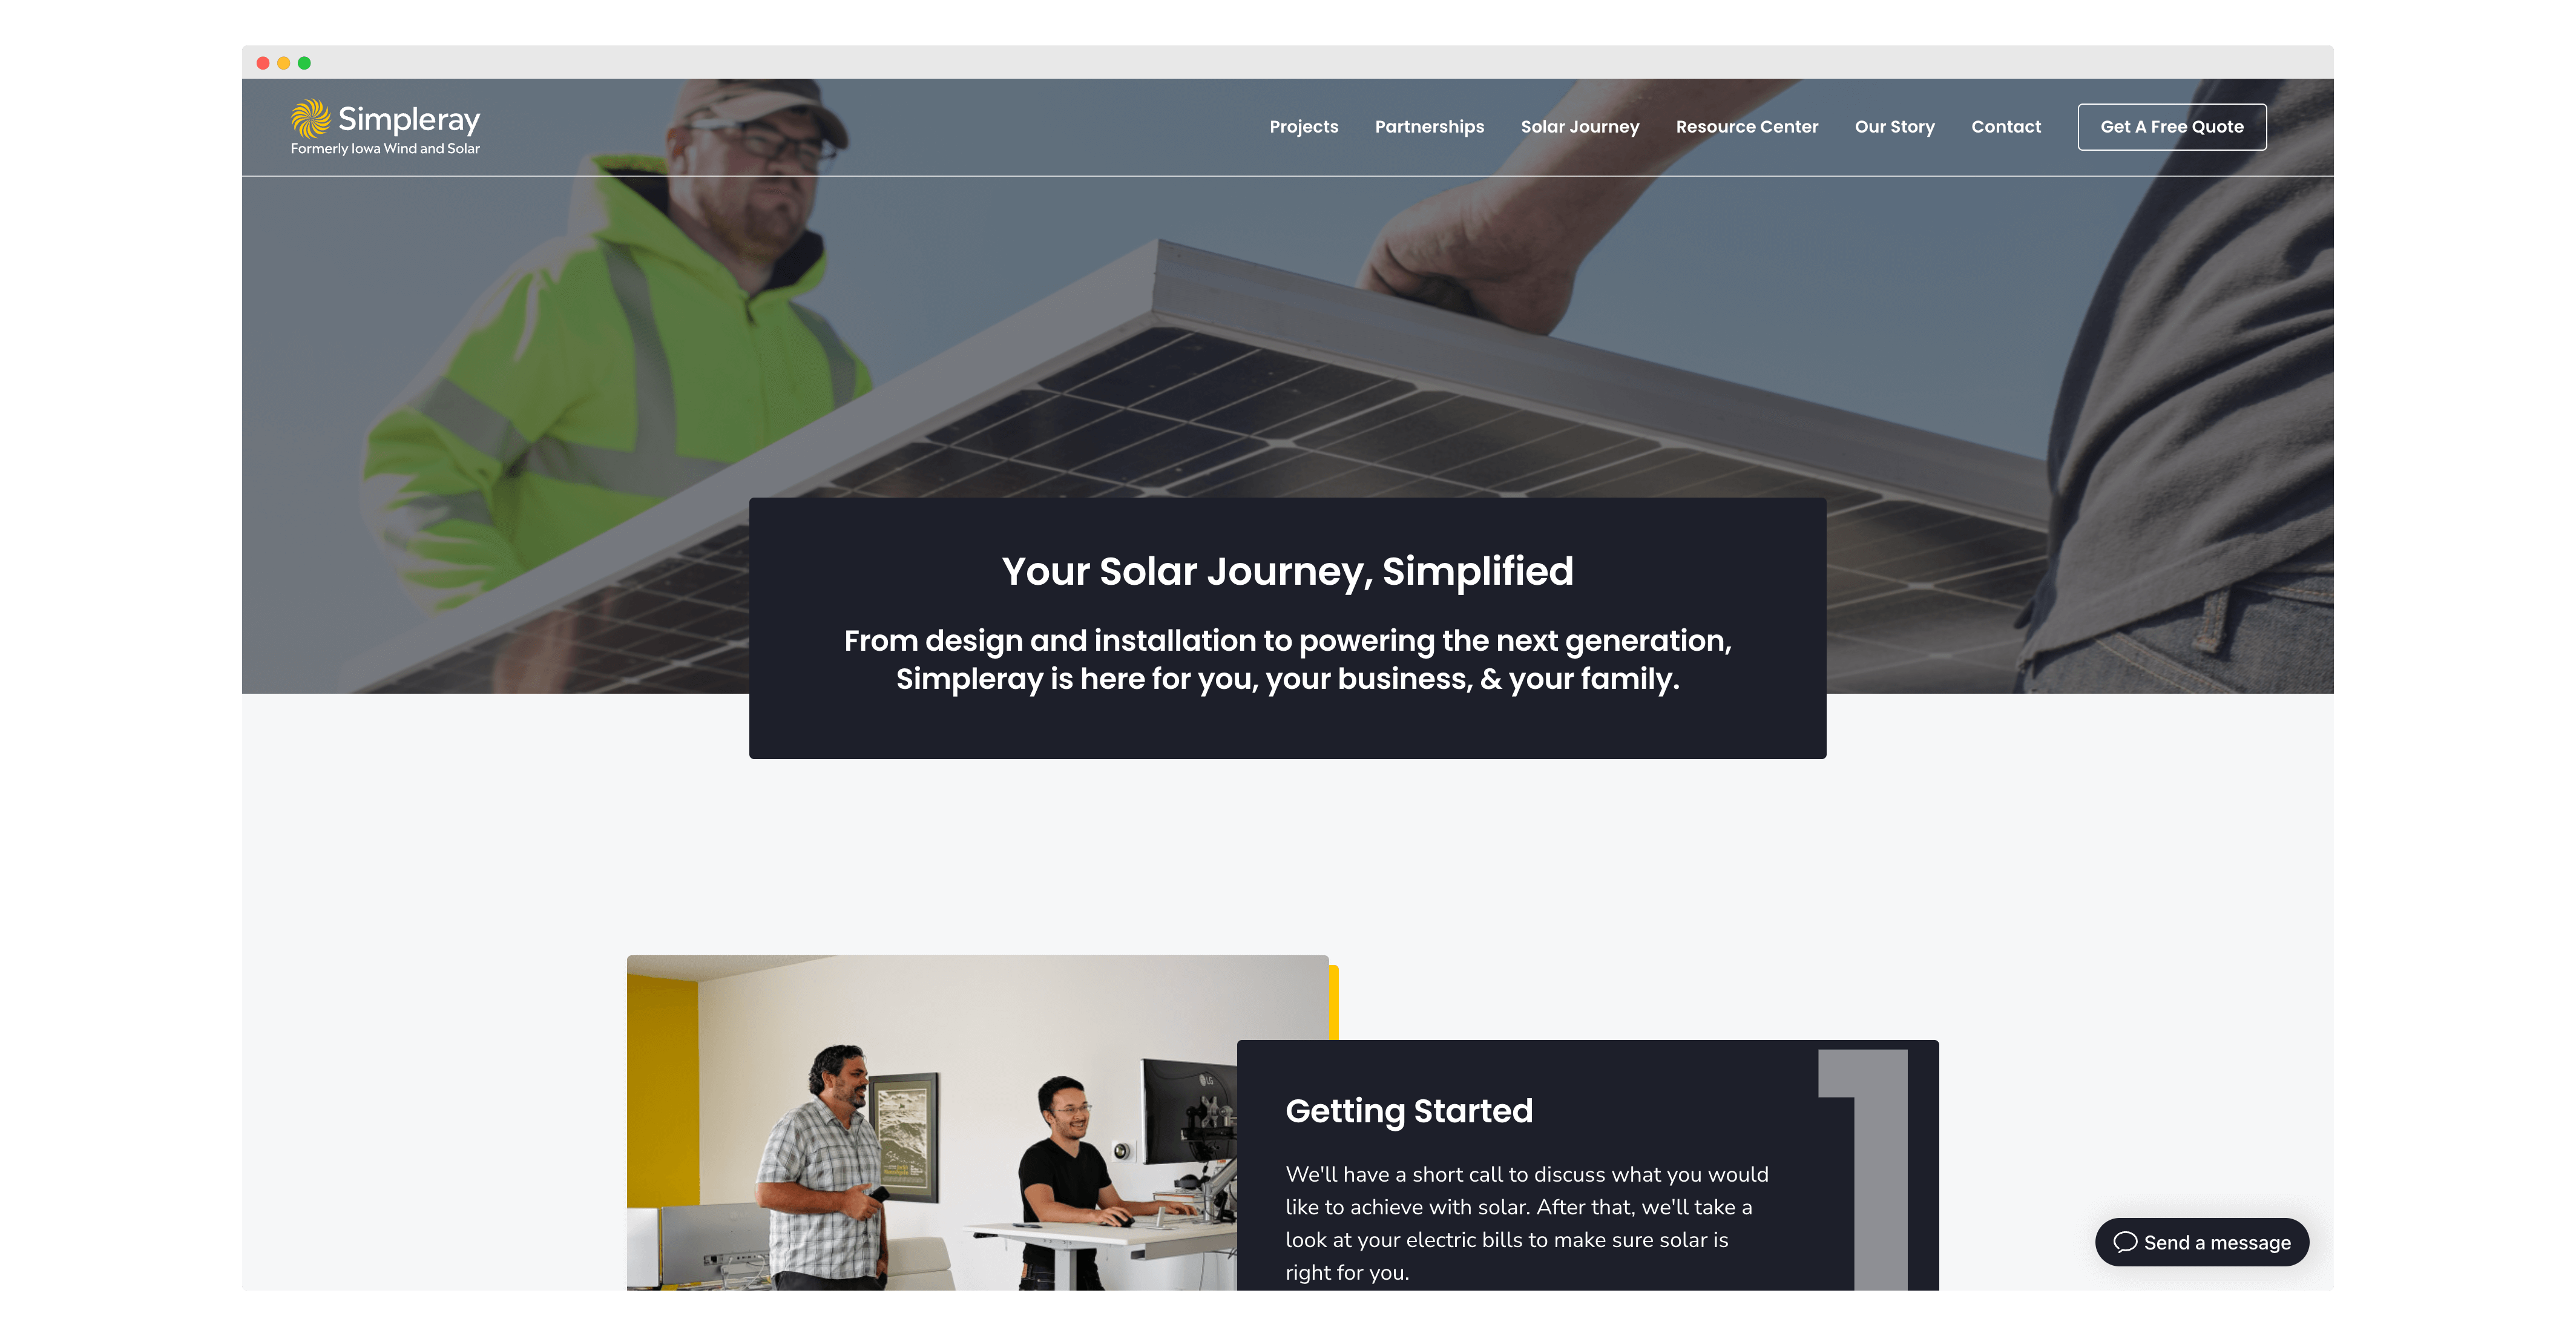 Simpleray
Formerly Iowa Wind and Solar
Projects
Partnerships
Solar Journey
Resource Center
Our Story
Contact
Get A Free Quote
Your Solar Journey, Simplified
From design and installation to powering the next generation,
Simpleray is here for you, your business, & your family.
LG
1
Getting Started
We'll have a short call to discuss what you would
like to achieve with solar. After that, we'll take a
look at your electric bills to make sure solar is
right for you.
Send a message